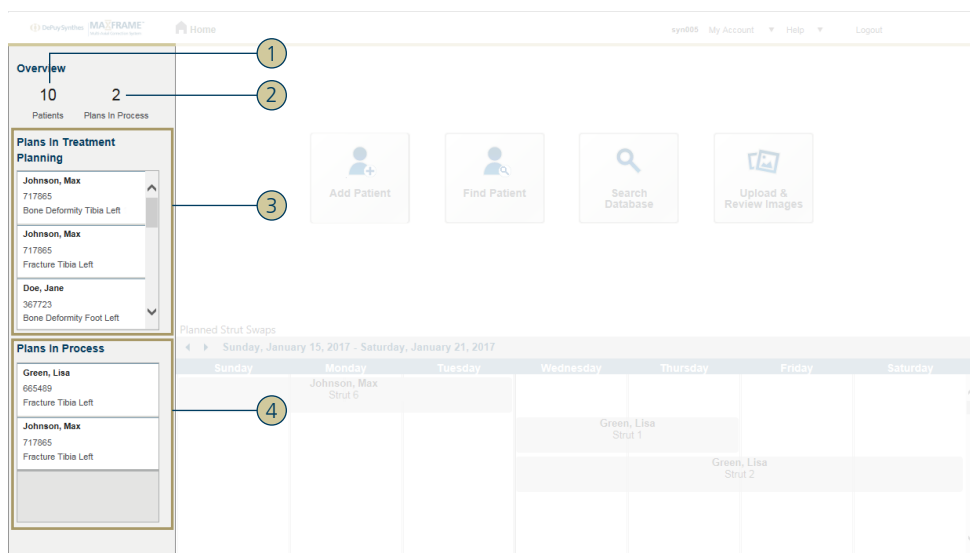 DePuySynthes MAXFRAME™
Home
syn005 My Account Help Logout
Overview
1
10 2
2
Patients Plans In Process
Plans In Treatment
Planning
Johnson, Max
717865
Bone Deformity Tibia Left
3
Johnson, Max
717865
Fracture Tibia Left
Doe, Jane
367723
Bone Deformity Foot Left
Add Patient
Find Patient
Search
Database
Upload &
Review Images
Plans In Process
Green, Lisa
665489
Fracture Tibia Left
4
Johnson, Max
717865
Fracture Tibia Left
Planned Strut Swaps
Sunday, January 15, 2017 - Saturday, January 21, 2017
Sunday Monday Tuesday Wednesday Thursday Friday Saturday
Johnson, Max
Strut 6
Green, Lisa
Strut 1
Green, Lisa
Strut 2